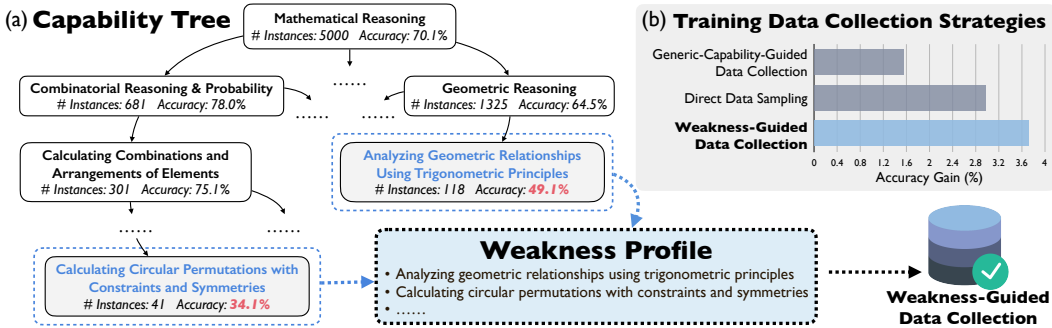 (a) Capability Tree
Mathematical Reasoning
# Instances: 5000 Accuracy: 70.1%
......
Combinatorial Reasoning & Probability
# Instances: 681 Accuracy: 78.0%
......
......
Geometric Reasoning
# Instances: 1325 Accuracy: 64.5%
Calculating Combinations and
Arrangements of Elements
# Instances: 301 Accuracy: 75.1%
Analyzing Geometric Relationships
Using Trigonometric Principles
# Instances: 118 Accuracy: 49.1%
......
......
Calculating Circular Permutations with
Constraints and Symmetries
# Instances: 41 Accuracy: 34.1%
Weakness Profile
• Analyzing geometric relationships using trigonometric principles
• Calculating circular permutations with constraints and symmetries
• ......
(b) Training Data Collection Strategies
Generic-Capability-Guided
Data Collection
Direct Data Sampling
Weakness-Guided
Data Collection
0 0.4 0.8 1.2 1.6 2 2.4 2.8 3.2 3.6 4
Accuracy Gain (%)
Weakness-Guided
Data Collection